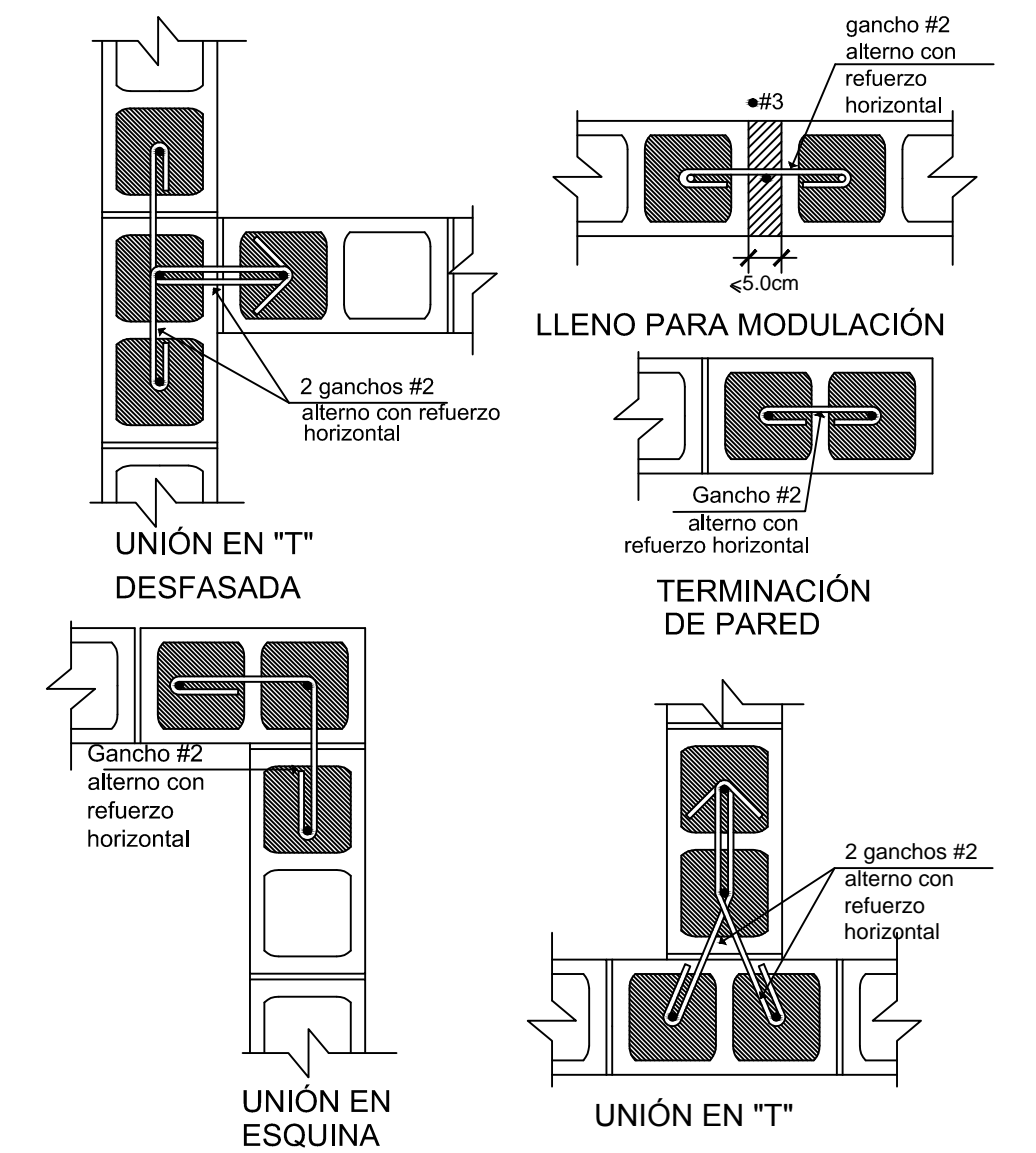 gancho #2
alterno con
refuerzo
horizontal
#3
⩽5.0cm
LLENO PARA MODULACIÓN
2 ganchos #2
alterno con refuerzo
horizontal
UNIÓN EN "T"
DESFASADA
Gancho #2
alterno con
refuerzo horizontal
TERMINACIÓN
DE PARED
Gancho #2
alterno con
refuerzo
horizontal
UNIÓN EN
ESQUINA
2 ganchos #2
alterno con
refuerzo
horizontal
UNIÓN EN "T"